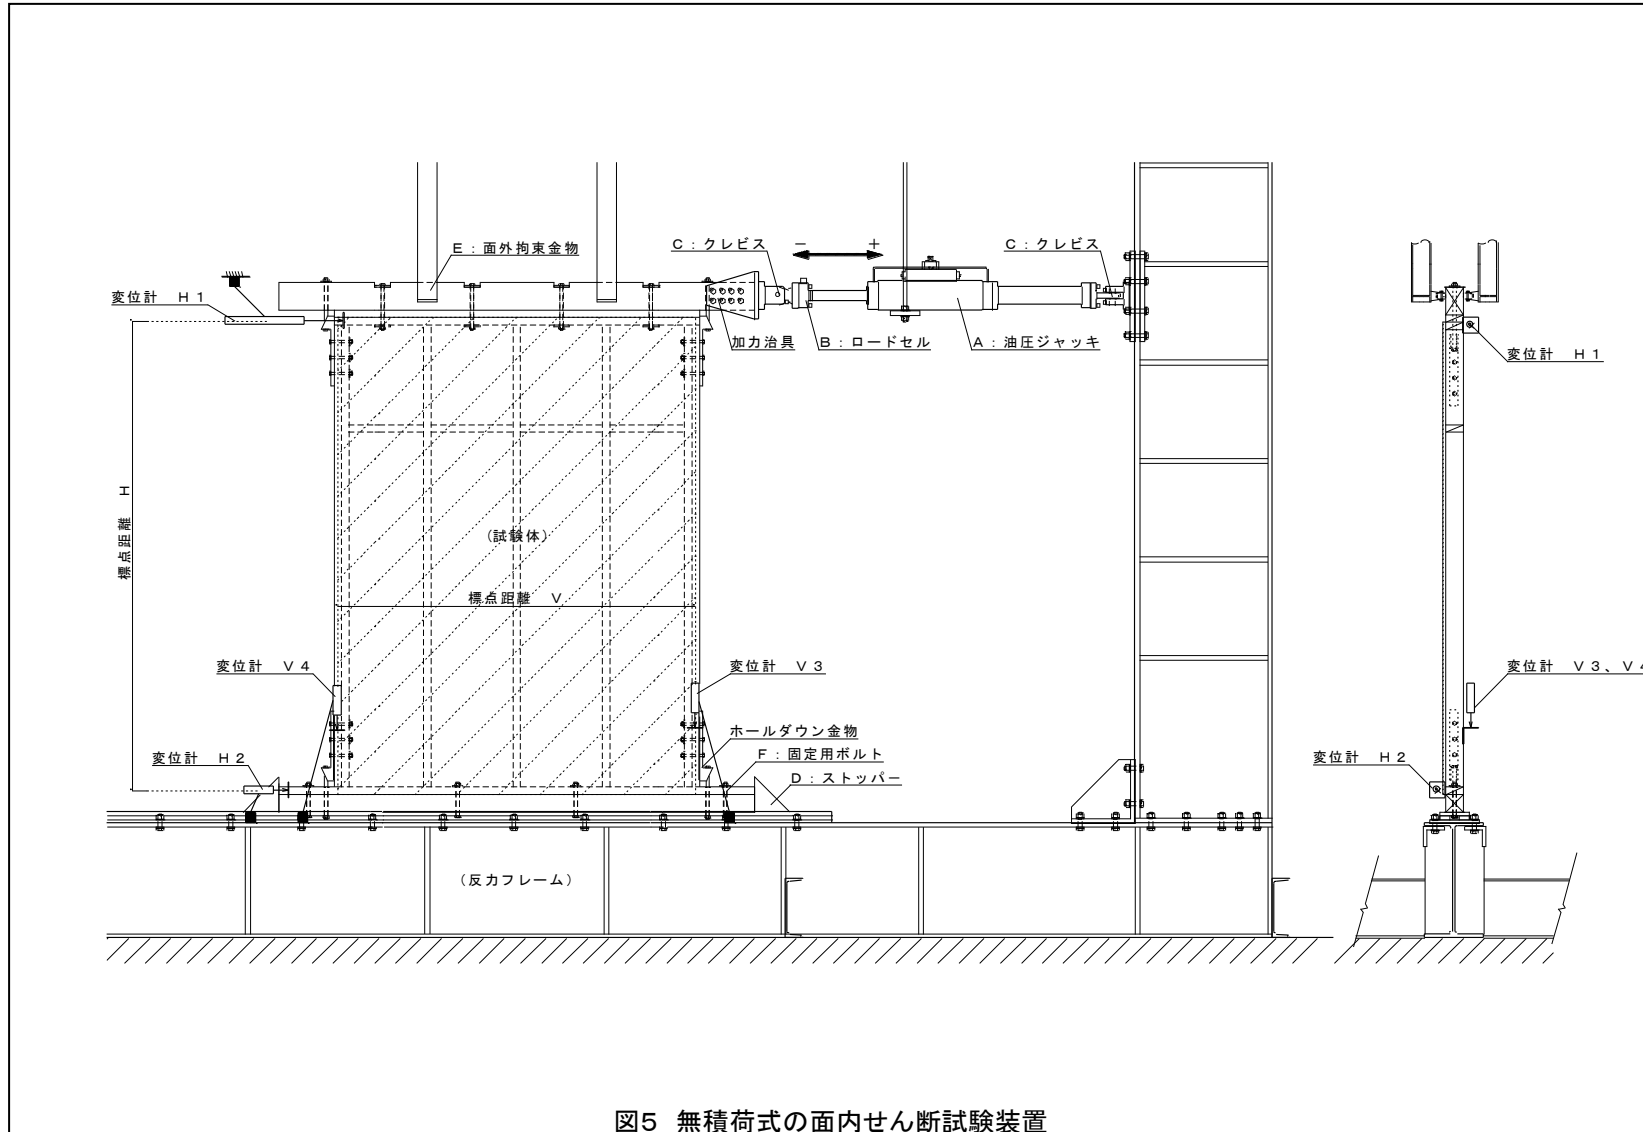 E：面外拘束金物
C：クレビス
－　＋
C：クレビス
変位計　H1
加力治具
B：ロードセル
A：油圧ジャッキ
変位計　H1
標点距離　H
(試験体)
標点距離　V
変位計　V4
変位計　V3
変位計　V3、V4
ホールダウン金物
変位計　H2
F：固定用ボルト
変位計　H2
D：ストッパー
(反力フレーム)
図5 無積荷式の面内せん断試験装置